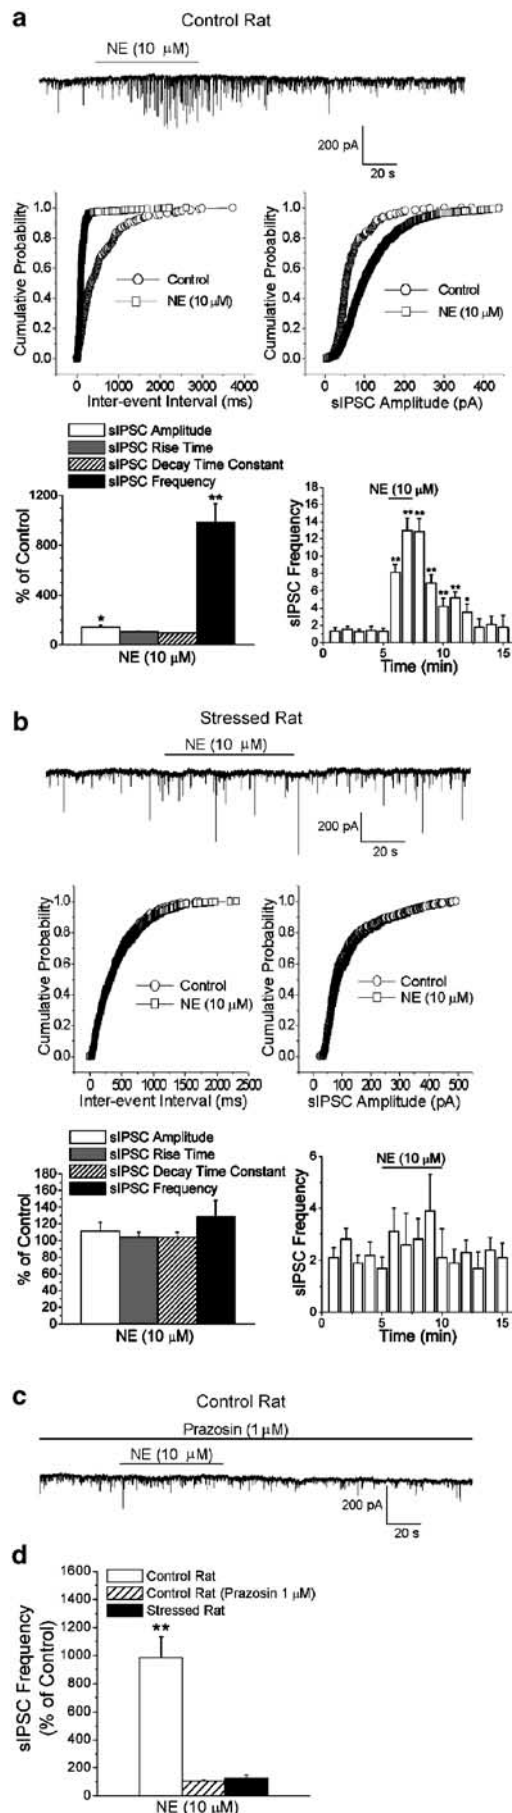 a
Control Rat
NE (10 μM)
200 pA
20 s
Cumulative Probability
1.0
0.8
0.6
0.4
0.2
0.0
Control
NE (10 μM)
0 1000 2000 3000 4000
Inter-event Interval (ms)
Cumulative Probability
1.0
0.8
0.6
0.4
0.2
0.0
Control
NE (10 μM)
0 100 200 300 400
sIPSC Amplitude (pA)
sIPSC Amplitude
sIPSC Rise Time
sIPSC Decay Time Constant
sIPSC Frequency
% of Control
1200
800
400
0
*
**
NE (10 μM)
NE (10 μM)
sIPSC Frequency
18
16
14
12
10
8
6
4
2
0
** ** ** ** ** ** *
0 5 10 15
Time (min)
b
Stressed Rat
NE (10 μM)
200 pA
20 s
Cumulative Probability
1.0
0.8
0.6
0.4
0.2
0.0
Control
NE (10 μM)
0 500 1000 1500 2000 2500
Inter-event Interval (ms)
Cumulative Probability
1.0
0.8
0.6
0.4
0.2
0.0
Control
NE (10 μM)
0 100 200 300 400 500
sIPSC Amplitude (pA)
sIPSC Amplitude
sIPSC Rise Time
sIPSC Decay Time Constant
sIPSC Frequency
% of Control
180
160
140
120
100
80
60
40
20
0
NE (10 μM)
NE (10 μM)
sIPSC Frequency
6
4
2
0
0 5 10 15
Time (min)
c
Control Rat
Prazosin (1 μM)
NE (10 μM)
200 pA
20 s
d
sIPSC Frequency
(% of Control)
1600
1400
1200
1000
800
600
400
200
0
Control Rat
Control Rat (Prazosin 1 μM)
Stressed Rat
**
NE (10 μM)